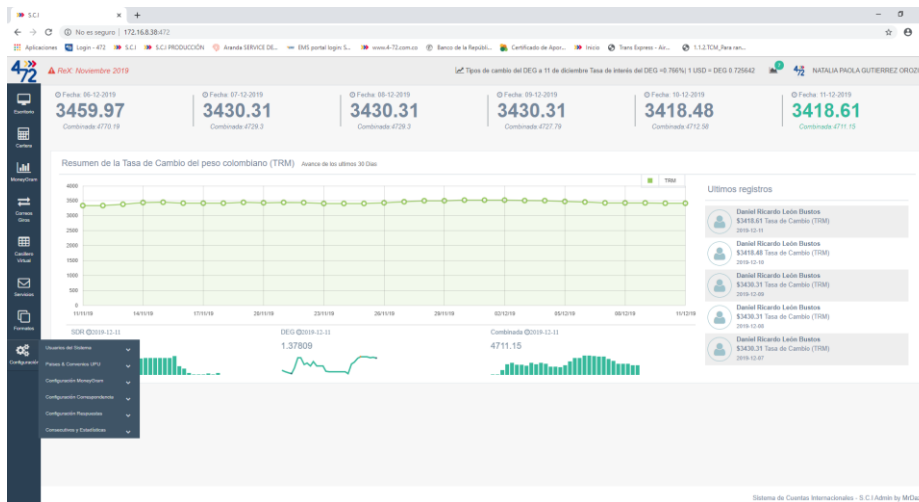 S.C.I
No es seguro | 172.16.8.38:472
Aplicaciones Login - 472 S.C.I S.C.I PRODUCCIÓN Aranda SERVICE DE... EMS portal login: S... www.4-72.com.co Banco de la Repúbli... Certificado de Apor... Inicio Trans Express - Air... 1.1.2.TCM_Para ran...
472
ReX: Noviembre 2019
Tipos de cambio del DEG a 11 de diciembre Tasa de interés del DEG =0.766%| 1 USD = DEG 0.725642
472 NATALIA PAOLA GUTIERREZ OROZ
Escritorio
Cartera
MoneyGram
Correos Giros
Casillero Virtual
Servicios
Formatos
Configuración
Fecha: 06-12-2019
3459.97
Combinada 4770.19
Fecha: 07-12-2019
3430.31
Combinada 4729.3
Fecha: 08-12-2019
3430.31
Combinada 4729.3
Fecha: 09-12-2019
3430.31
Combinada 4727.79
Fecha: 10-12-2019
3418.48
Combinada 4712.58
Fecha: 11-12-2019
3418.61
Combinada 4711.15
Resumen de la Tasa de Cambio del peso colombiano (TRM) Avance de los ultimos 30 Dias
TRM
4000
3500
3000
2500
2000
1500
1000
500
0
11/11/19 14/11/19 17/11/19 20/11/19 23/11/19 26/11/19 29/11/19 02/12/19 05/12/19 08/12/19 11/12/19
Ultimos registros
Daniel Ricardo León Bustos
$3418.61 Tasa de Cambio (TRM)
2019-12-11
Daniel Ricardo León Bustos
$3418.48 Tasa de Cambio (TRM)
2019-12-10
Daniel Ricardo León Bustos
$3430.31 Tasa de Cambio (TRM)
2019-12-09
Daniel Ricardo León Bustos
$3430.31 Tasa de Cambio (TRM)
2019-12-08
Daniel Ricardo León Bustos
$3430.31 Tasa de Cambio (TRM)
2019-12-07
SDR 2019-12-11
DEG 2019-12-11
1.37809
Combinada 2019-12-11
4711.15
Usuarios del Sistema
Paises & Convenios UPU
Configuración MoneyGram
Configuración Correspondencia
Configuración Respuestas
Consecutivos y Estadísticas
Sistema de Cuentas Internacionales - S.C.I Admin by MrDa